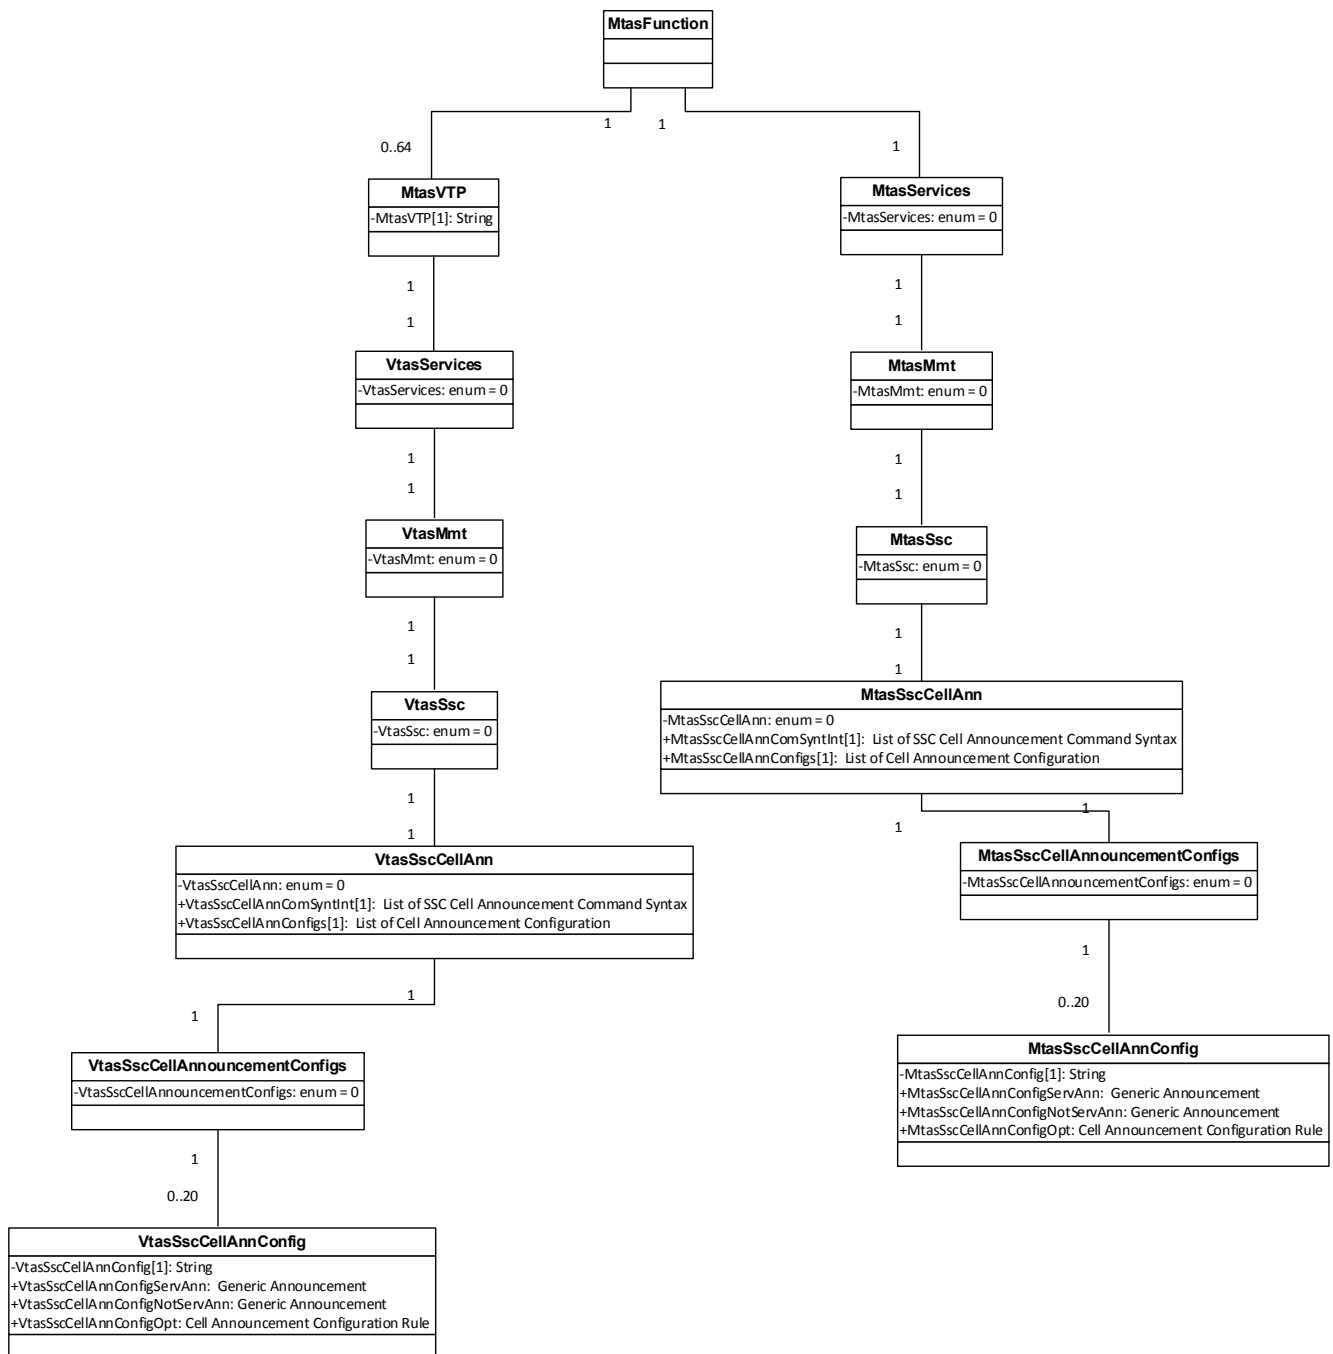 MtasFunction
1
1
0..64
1
MtasVTP
-MtasVTP[1]: String
MtasServices
-MtasServices: enum = 0
1
1
1
1
VtasServices
-VtasServices: enum = 0
MtasMmt
-MtasMmt: enum = 0
1
1
1
1
VtasMmt
-VtasMmt: enum = 0
MtasSsc
-MtasSsc: enum = 0
1
1
1
1
VtasSsc
-VtasSsc: enum = 0
MtasSscCellAnn
-MtasSscCellAnn: enum = 0
+MtasSscCellAnnComSyntInt[1]:  List of SSC Cell Announcement Command Syntax
+MtasSscCellAnnConfigs[1]:  List of Cell Announcement Configuration
1
1
1
1
VtasSscCellAnn
-VtasSscCellAnn: enum = 0
+VtasSscCellAnnComSyntInt[1]:  List of SSC Cell Announcement Command Syntax
+VtasSscCellAnnConfigs[1]:  List of Cell Announcement Configuration
MtasSscCellAnnouncementConfigs
-MtasSscCellAnnouncementConfigs: enum = 0
1
1
1
0..20
VtasSscCellAnnouncementConfigs
-VtasSscCellAnnouncementConfigs: enum = 0
MtasSscCellAnnConfig
-MtasSscCellAnnConfig[1]: String
+MtasSscCellAnnConfigServAnn:  Generic Announcement
+MtasSscCellAnnConfigNotServAnn: Generic Announcement
+MtasSscCellAnnConfigOpt: Cell Announcement Configuration Rule
1
0..20
VtasSscCellAnnConfig
-VtasSscCellAnnConfig[1]: String
+VtasSscCellAnnConfigServAnn:  Generic Announcement
+VtasSscCellAnnConfigNotServAnn: Generic Announcement
+VtasSscCellAnnConfigOpt: Cell Announcement Configuration Rule